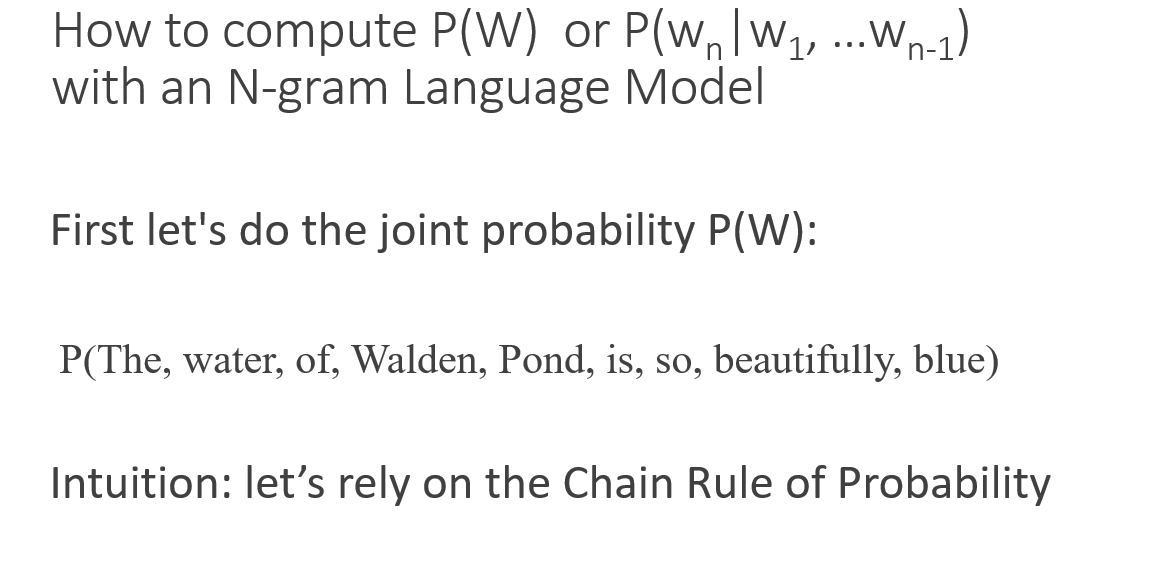 How to compute P(W) or P(wₙ|w₁, ...wₙ₋₁)
with an N-gram Language Model
First let's do the joint probability P(W):
P(The, water, of, Walden, Pond, is, so, beautifully, blue)
Intuition: let’s rely on the Chain Rule of Probability